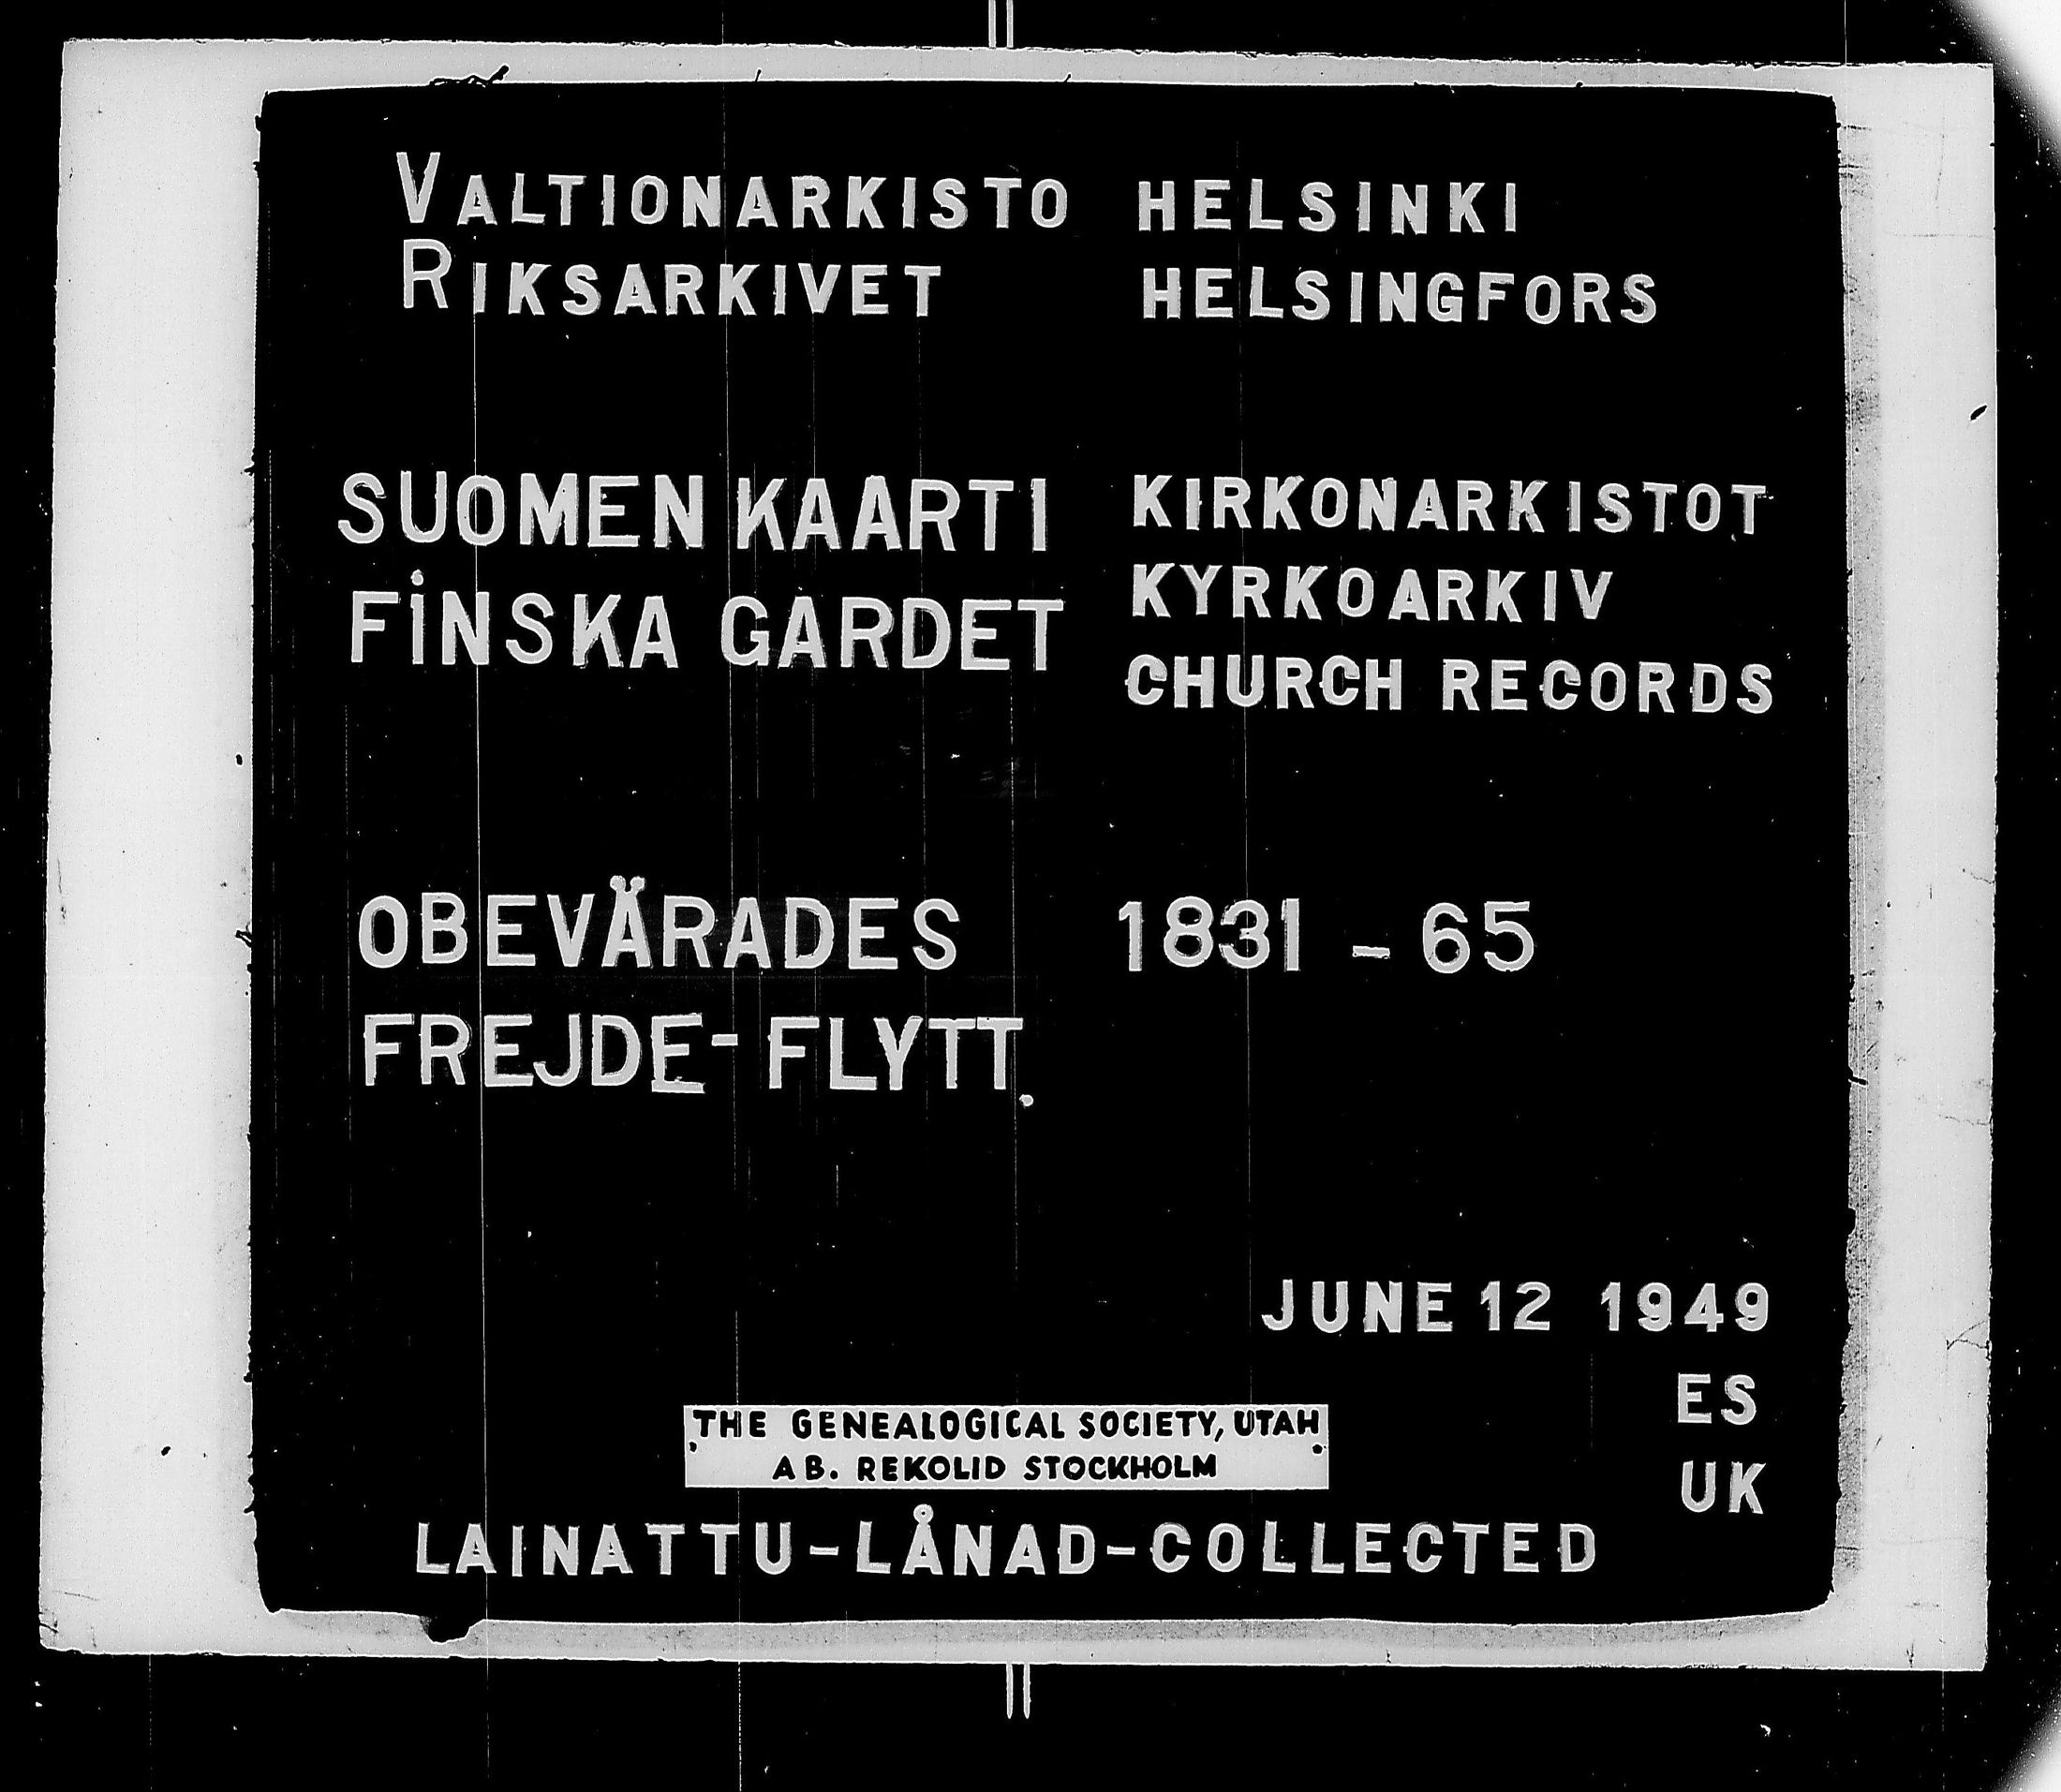 VALTIONARKISTO HELSINKI
RIKSARKIVET HELSINGFORS
SUOMEN KAARTI
FINSKA GARDET
KIRKONARKISTOT
KYRKOARKIV
CHURCH RECORDS
OBEVÄRADES 1831 - 65
FREJDE- FLYTT.
JUNE 12 1949
ES
UK
THE GENEALOGICAL SOCIETY, UTAH
AB. REKOLID STOCKHOLM
LAINATTU-LÅNAD-COLLECTED